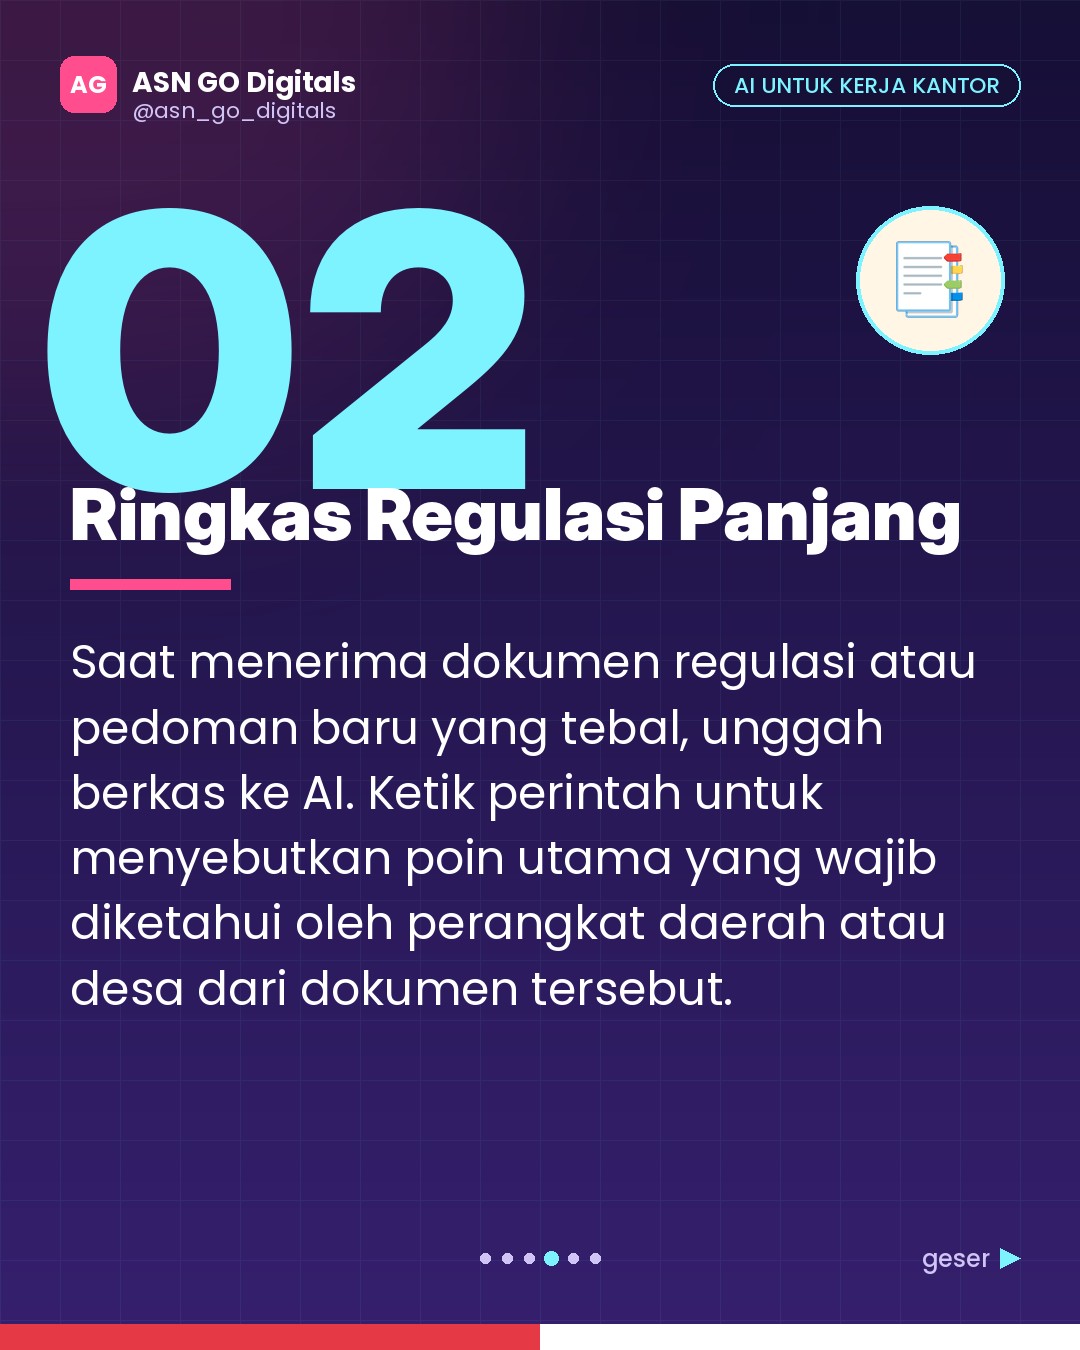 AG
ASN GO Digitals
@asn_go_digitals
AI UNTUK KERJA KANTOR
02
Ringkas Regulasi Panjang
Saat menerima dokumen regulasi atau
pedoman baru yang tebal, unggah
berkas ke AI. Ketik perintah untuk
menyebutkan poin utama yang wajib
diketahui oleh perangkat daerah atau
desa dari dokumen tersebut.
geser